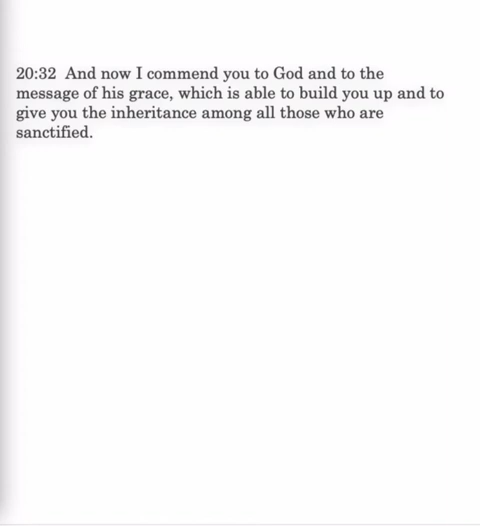 20:32 And now I commend you to God and to the
message of his grace, which is able to build you up and to
give you the inheritance among all those who are
sanctified.